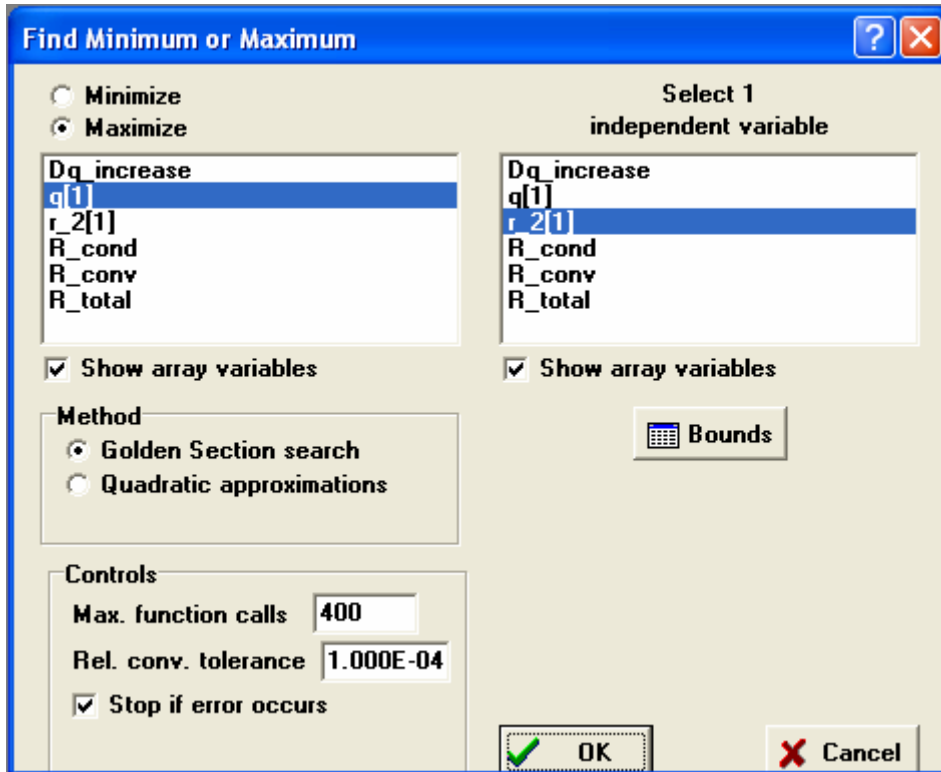 Find Minimum or Maximum
?
Minimize
Maximize
Dq_increase
q[1]
r_2[1]
R_cond
R_conv
R_total
Show array variables
Select 1
independent variable
Dq_increase
q[1]
r_2[1]
R_cond
R_conv
R_total
Show array variables
Method
Golden Section search
Quadratic approximations
Bounds
Controls
Max. function calls 400
Rel. conv. tolerance 1.000E-04
Stop if error occurs
OK
Cancel